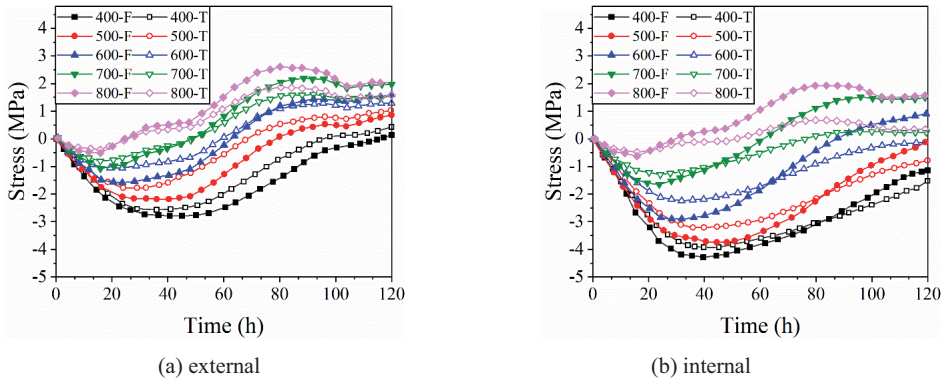 4
3
2
1
0
-1
-2
-3
-4
-5
Stress (MPa)
400-F 400-T
500-F 500-T
600-F 600-T
700-F 700-T
800-F 800-T
0 20 40 60 80 100 120
Time (h)
(a) external
4
3
2
1
0
-1
-2
-3
-4
-5
Stress (MPa)
400-F 400-T
500-F 500-T
600-F 600-T
700-F 700-T
800-F 800-T
0 20 40 60 80 100 120
Time (h)
(b) internal